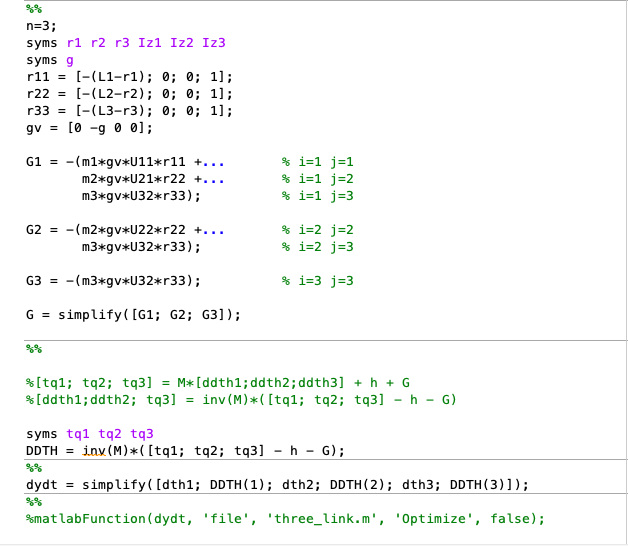 %%
n=3;
syms r1 r2 r3 Iz1 Iz2 Iz3
syms g
r11 = [-(L1-r1); 0; 0; 1];
r22 = [-(L2-r2); 0; 0; 1];
r33 = [-(L3-r3); 0; 0; 1];
gv = [0 -g 0 0];
G1 = -(m1*gv*U11*r11 +... % i=1 j=1
m2*gv*U21*r22 +... % i=1 j=2
m3*gv*U32*r33); % i=1 j=3
G2 = -(m2*gv*U22*r22 +... % i=2 j=2
m3*gv*U32*r33); % i=2 j=3
G3 = -(m3*gv*U32*r33); % i=3 j=3
G = simplify([G1; G2; G3]);
%%
%[tq1; tq2; tq3] = M*[ddth1;ddth2;ddth3] + h + G
%[ddth1;ddth2; th3] = inv(M)*([tq1; tq2; tq3] - h - G)
syms tq1 tq2 tq3
DDTH = inv(M)*([tq1; tq2; tq3] - h - G);
%%
dydt = simplify([dth1; DDTH(1); dth2; DDTH(2); dth3; DDTH(3)]);
%%
%matlabFunction(dydt, 'file', 'three_link.m', 'Optimize', false);